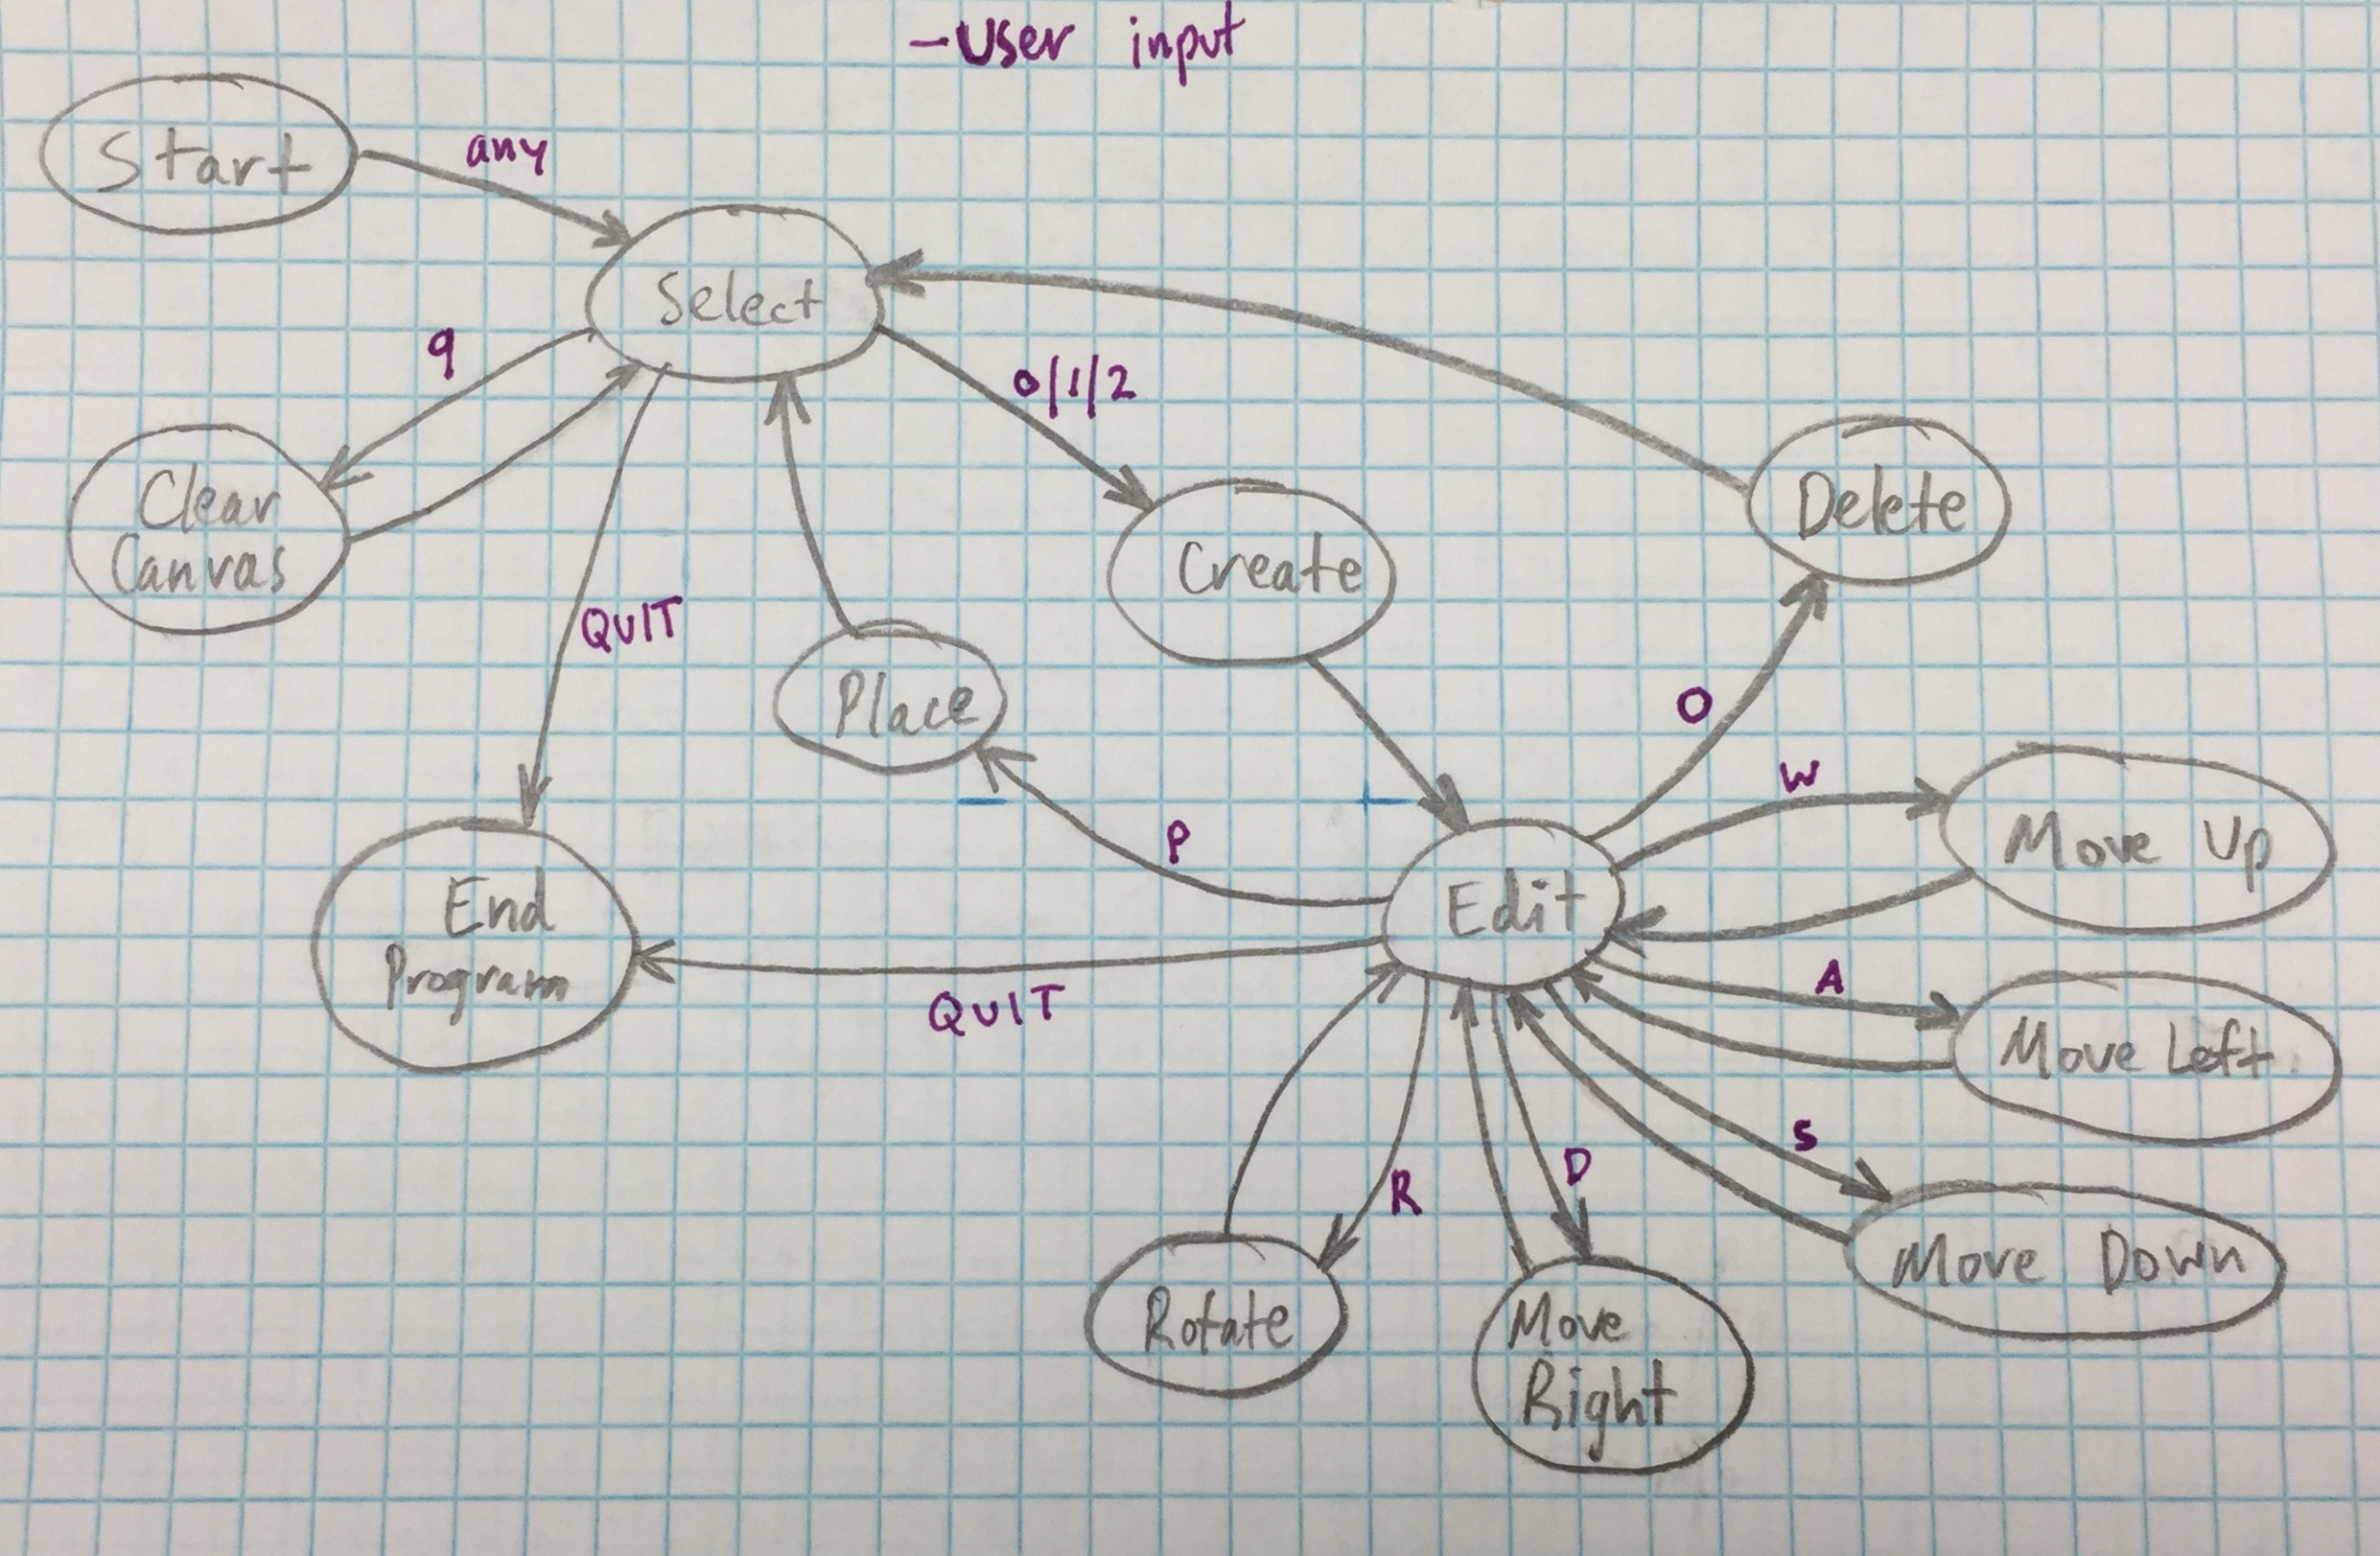 -User input
Start
any
Select
9
0/1/2
Clear
Canvas
Delete
Create
QUIT
Place
O
W
Move Up
P
End
Program
Edit
A
QUIT
Move Left
S
D
R
Move Down
Rotate
Move
Right